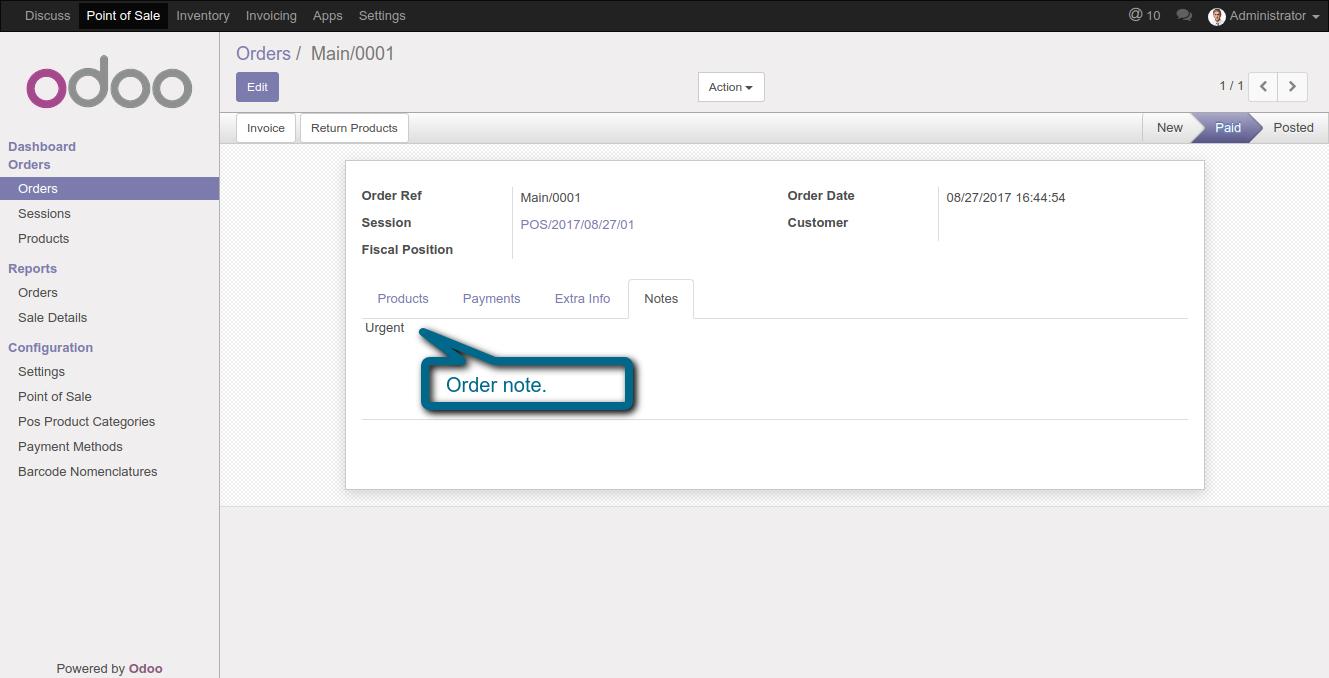 Discuss Point of Sale Inventory Invoicing Apps Settings @ 10 Administrator
odoo
Dashboard
Orders
Orders
Sessions
Products
Reports
Orders
Sale Details
Configuration
Settings
Point of Sale
Pos Product Categories
Payment Methods
Barcode Nomenclatures
Powered by Odoo
Orders / Main/0001
Edit Action 1 / 1
Invoice Return Products New Paid Posted
Order Ref Main/0001 Order Date 08/27/2017 16:44:54
Session POS/2017/08/27/01 Customer
Fiscal Position
Products Payments Extra Info Notes
Urgent
Order note.